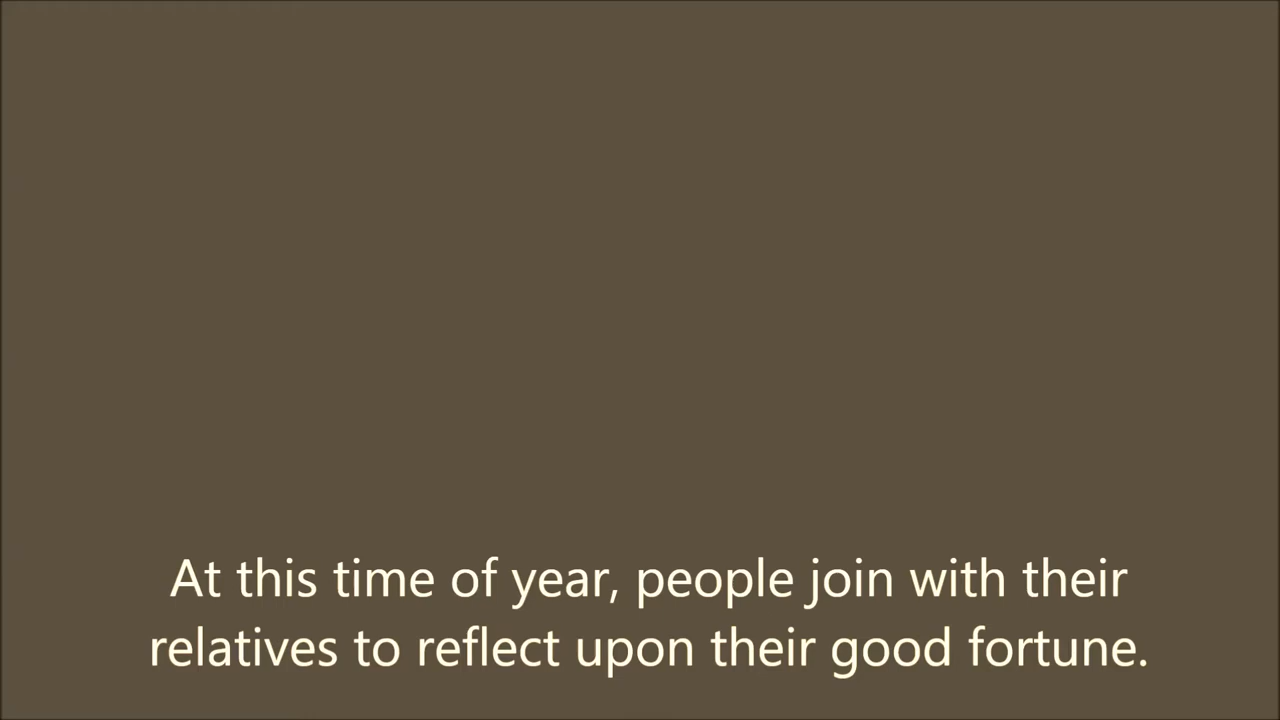 At this time of year, people join with their
relatives to reflect upon their good fortune.